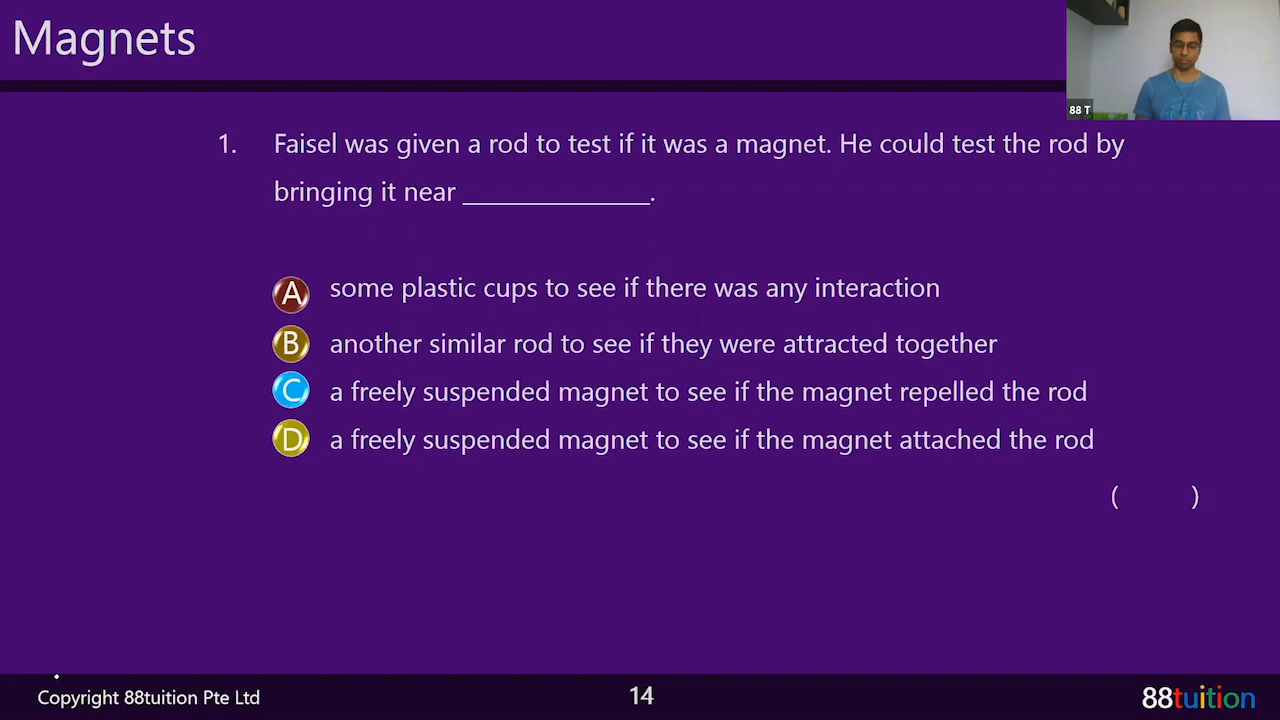 Magnets
88 T
1. Faisel was given a rod to test if it was a magnet. He could test the rod by
bringing it near ______________.
A some plastic cups to see if there was any interaction
B another similar rod to see if they were attracted together
C a freely suspended magnet to see if the magnet repelled the rod
D a freely suspended magnet to see if the magnet attached the rod
( )
Copyright 88tuition Pte Ltd
14
88tuition